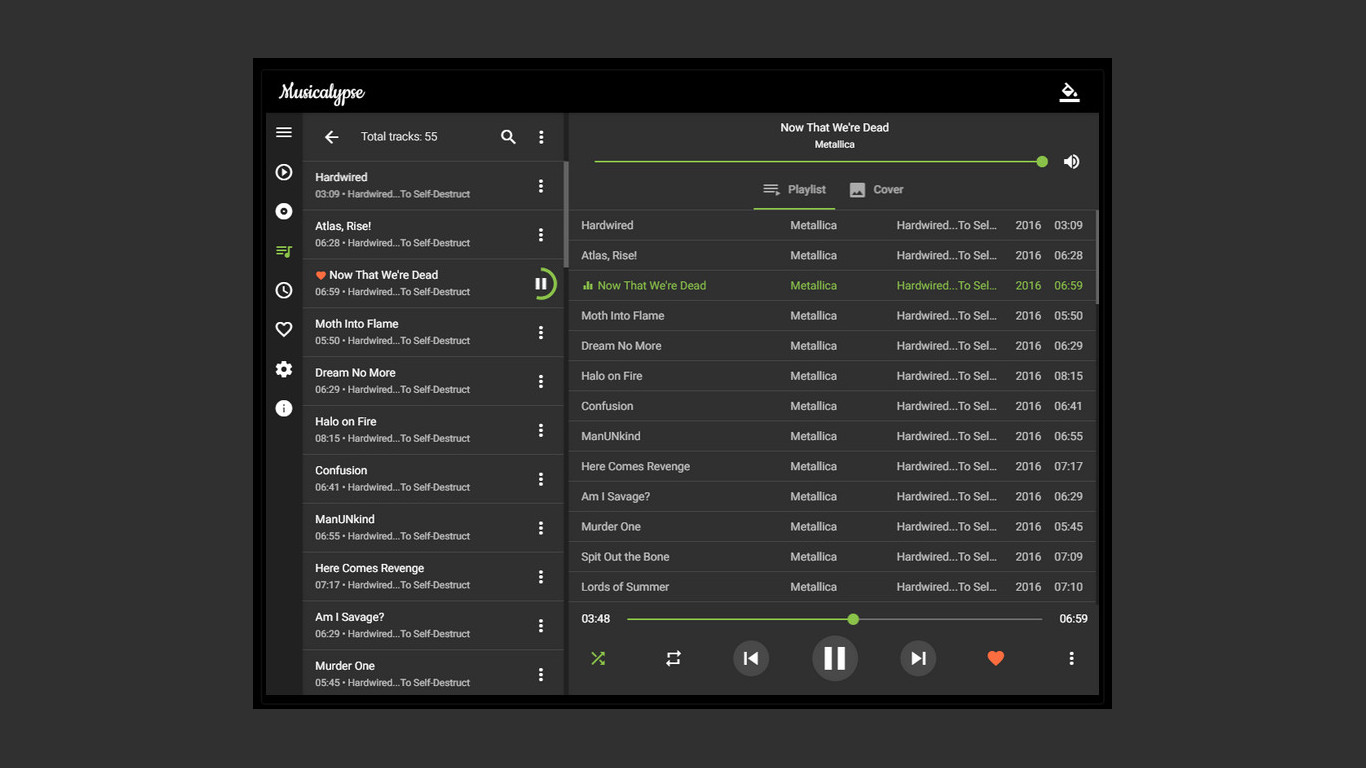 Musicalypse
Total tracks: 55
Hardwired
03:09 • Hardwired...To Self-Destruct
Atlas, Rise!
06:28 • Hardwired...To Self-Destruct
Now That We're Dead
06:59 • Hardwired...To Self-Destruct
Moth Into Flame
05:50 • Hardwired...To Self-Destruct
Dream No More
06:29 • Hardwired...To Self-Destruct
Halo on Fire
08:15 • Hardwired...To Self-Destruct
Confusion
06:41 • Hardwired...To Self-Destruct
ManUNkind
06:55 • Hardwired...To Self-Destruct
Here Comes Revenge
07:17 • Hardwired...To Self-Destruct
Am I Savage?
06:29 • Hardwired...To Self-Destruct
Murder One
05:45 • Hardwired...To Self-Destruct
Now That We're Dead
Metallica
Playlist Cover
Hardwired Metallica Hardwired...To Sel... 2016 03:09
Atlas, Rise! Metallica Hardwired...To Sel... 2016 06:28
Now That We're Dead Metallica Hardwired...To Sel... 2016 06:59
Moth Into Flame Metallica Hardwired...To Sel... 2016 05:50
Dream No More Metallica Hardwired...To Sel... 2016 06:29
Halo on Fire Metallica Hardwired...To Sel... 2016 08:15
Confusion Metallica Hardwired...To Sel... 2016 06:41
ManUNkind Metallica Hardwired...To Sel... 2016 06:55
Here Comes Revenge Metallica Hardwired...To Sel... 2016 07:17
Am I Savage? Metallica Hardwired...To Sel... 2016 06:29
Murder One Metallica Hardwired...To Sel... 2016 05:45
Spit Out the Bone Metallica Hardwired...To Sel... 2016 07:09
Lords of Summer Metallica Hardwired...To Sel... 2016 07:10
03:48 06:59